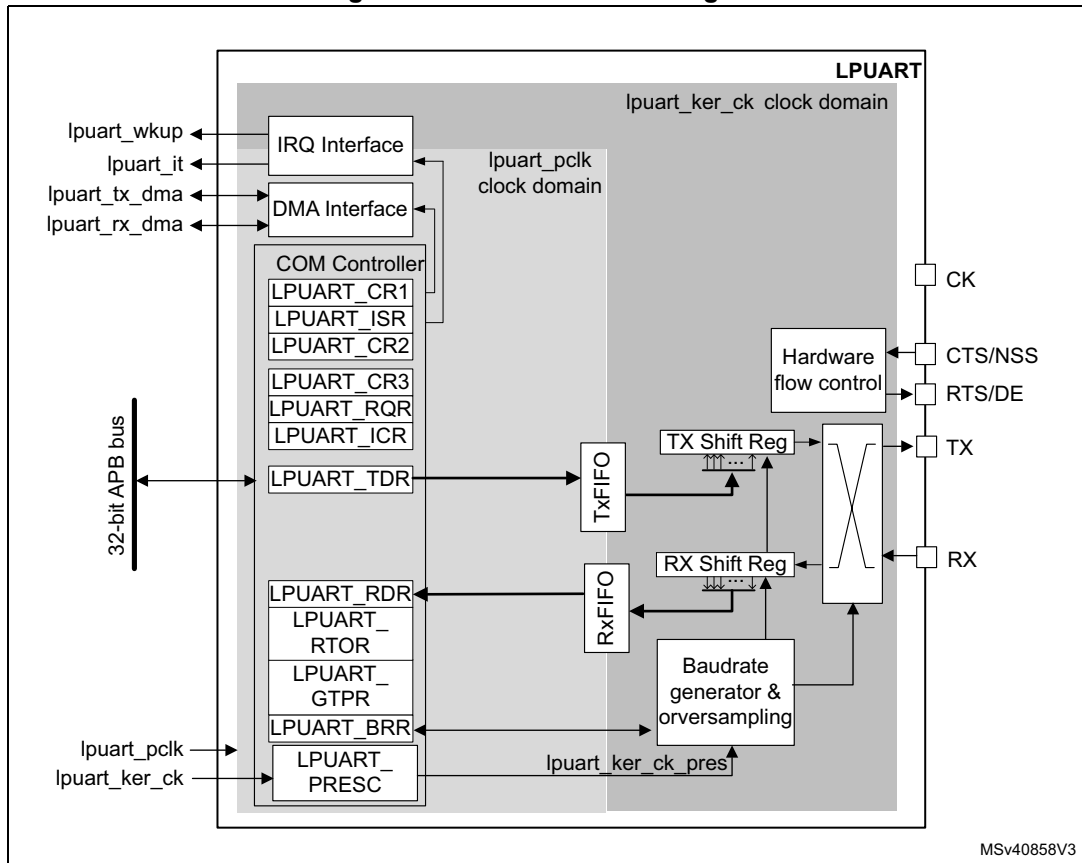 LPUART
lpuart_ker_ck clock domain
lpuart_wkup
lpuart_it
lpuart_tx_dma
lpuart_rx_dma
IRQ Interface
DMA Interface
lpuart_pclk
clock domain
COM Controller
LPUART_CR1
LPUART_ISR
LPUART_CR2
LPUART_CR3
LPUART_RQR
LPUART_ICR
LPUART_TDR
32-bit APB bus
LPUART_RDR
LPUART_
RTOR
LPUART_
GTPR
LPUART_BRR
LPUART_
PRESC
lpuart_pclk
lpuart_ker_ck
lpuart_ker_ck_pres
TxFIFO
RxFIFO
TX Shift Reg
...
RX Shift Reg
...
Baudrate
generator &
orversampling
Hardware
flow control
CK
CTS/NSS
RTS/DE
TX
RX
MSv40858V3